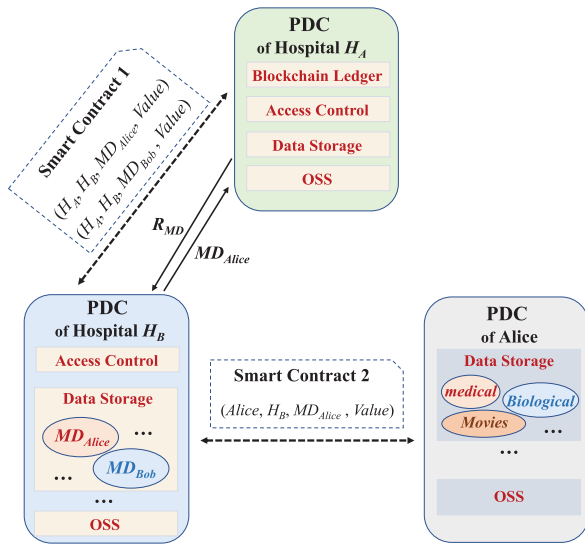 PDC
of Hospital H_A
Blockchain Ledger
Access Control
Data Storage
OSS
Smart Contract 1
(H_A, H_B, MD_Alice, Value)
(H_A, H_B, MD_Bob , Value)
R_MD
MD_Alice
PDC
of Hospital H_B
Access Control
Data Storage
MD_Alice
...
MD_Bob
...
...
OSS
Smart Contract 2
(Alice, H_B, MD_Alice , Value)
PDC
of Alice
Data Storage
medical
Biological
Movies
...
...
OSS